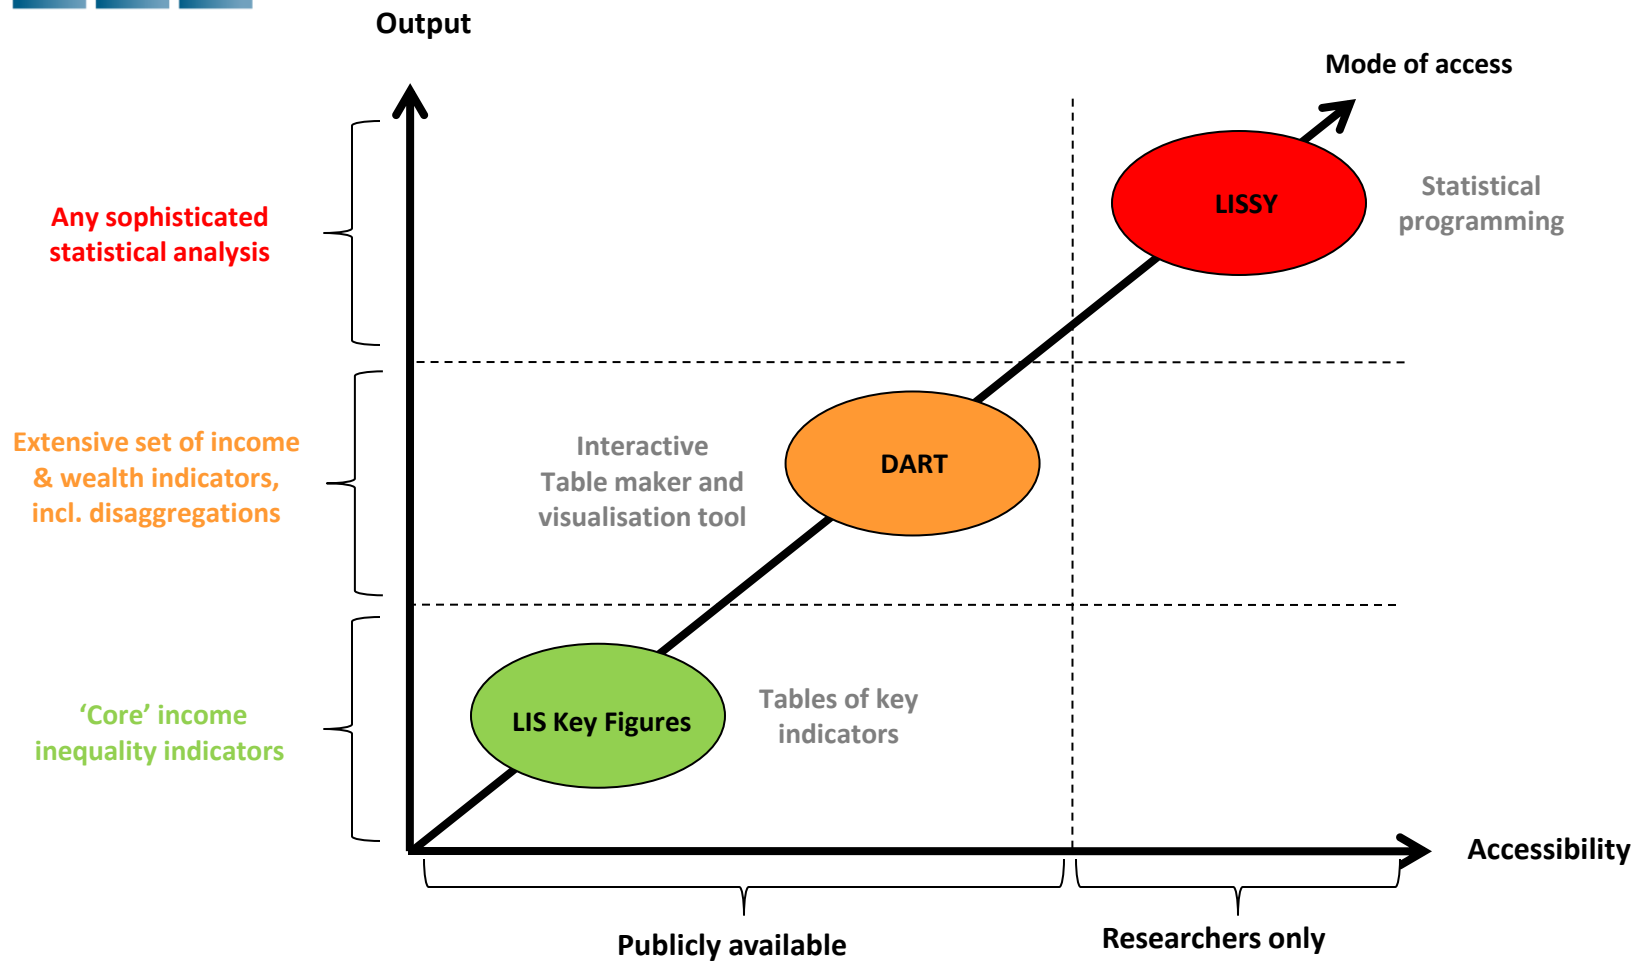 Output
Mode of access
Any sophisticated
statistical analysis
LISSY
Statistical
programming
Extensive set of income
& wealth indicators,
incl. disaggregations
Interactive
Table maker and
visualisation tool
DART
‘Core’ income
inequality indicators
LIS Key Figures
Tables of key
indicators
Accessibility
Publicly available
Researchers only